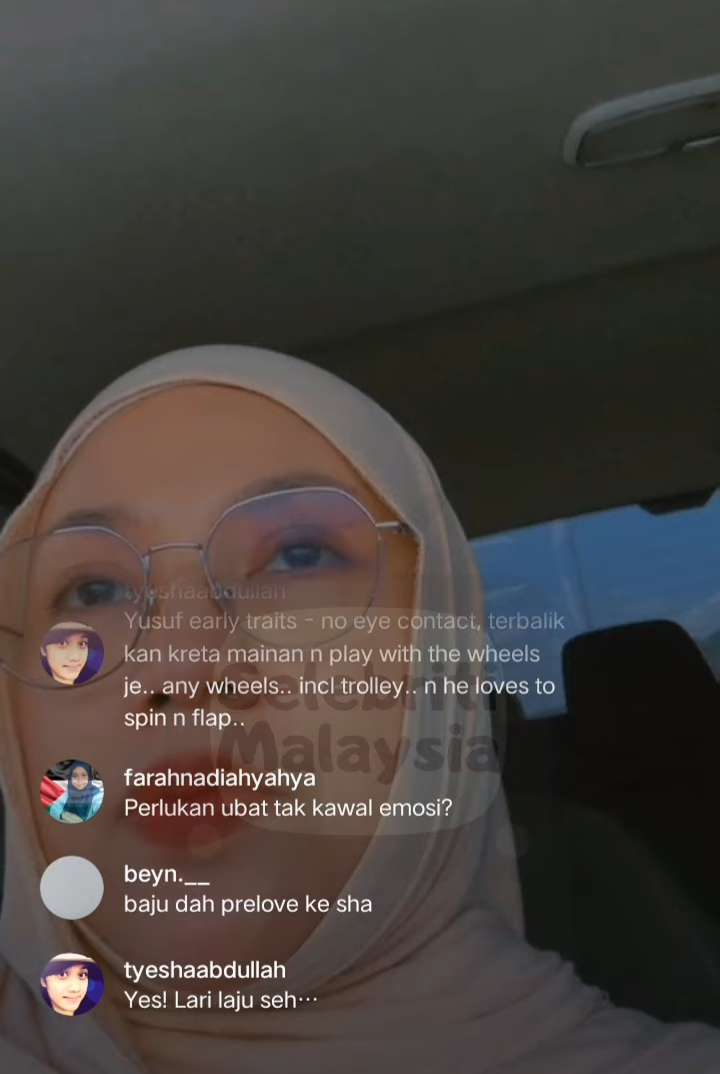 tyeshaabdullah
Yusuf early traits - no eye contact, terbalik
kan kreta mainan n play with the wheels
je.. any wheels.. incl trolley.. n he loves to
spin n flap..
Celebriti
Malaysia
farahnadiahyahya
Perlukan ubat tak kawal emosi?
beyn.__
baju dah prelove ke sha
tyeshaabdullah
Yes! Lari laju seh···